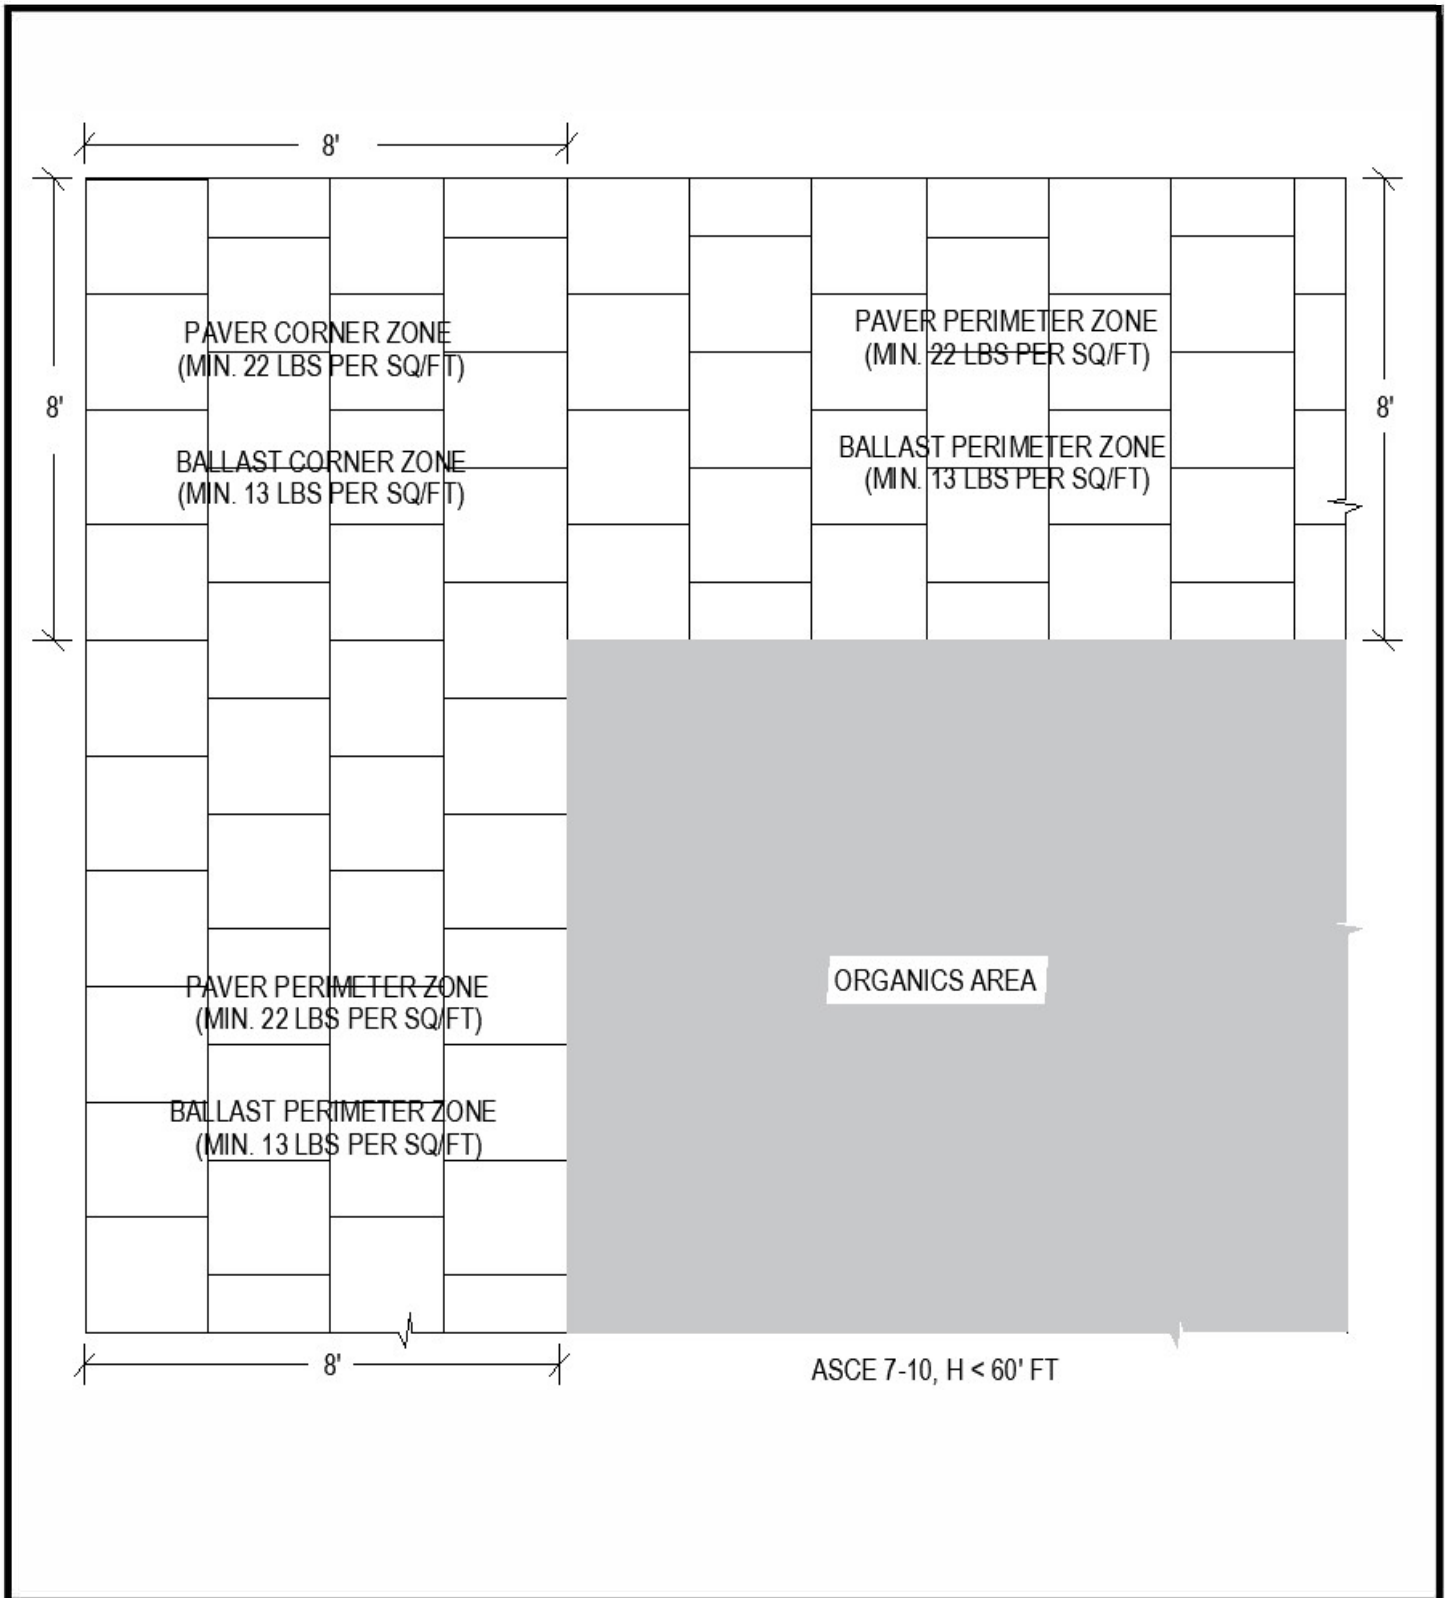 8'
8'
8'
PAVER CORNER ZONE
(MIN. 22 LBS PER SQ/FT)
BALLAST CORNER ZONE
(MIN. 13 LBS PER SQ/FT)
PAVER PERIMETER ZONE
(MIN. 22 LBS PER SQ/FT)
BALLAST PERIMETER ZONE
(MIN. 13 LBS PER SQ/FT)
ORGANICS AREA
PAVER PERIMETER ZONE
(MIN. 22 LBS PER SQ/FT)
BALLAST PERIMETER ZONE
(MIN. 13 LBS PER SQ/FT)
8'
ASCE 7-10, H < 60' FT